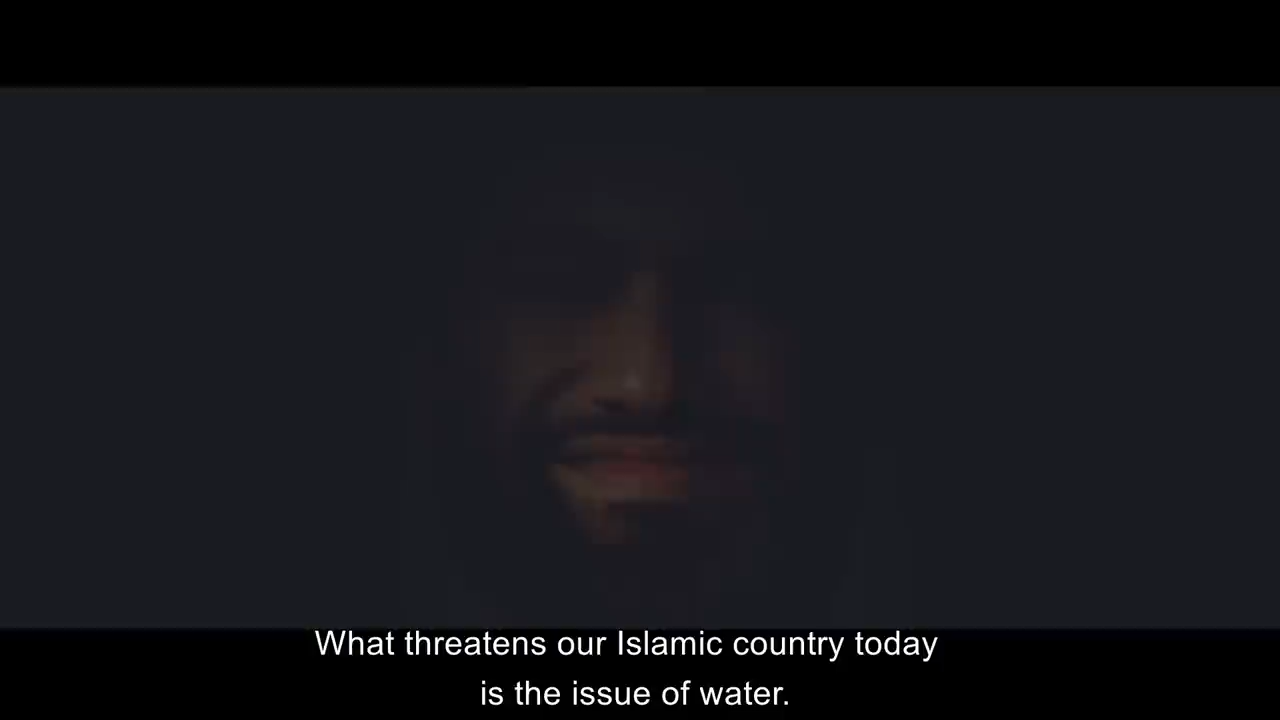 What threatens our Islamic country today
is the issue of water.